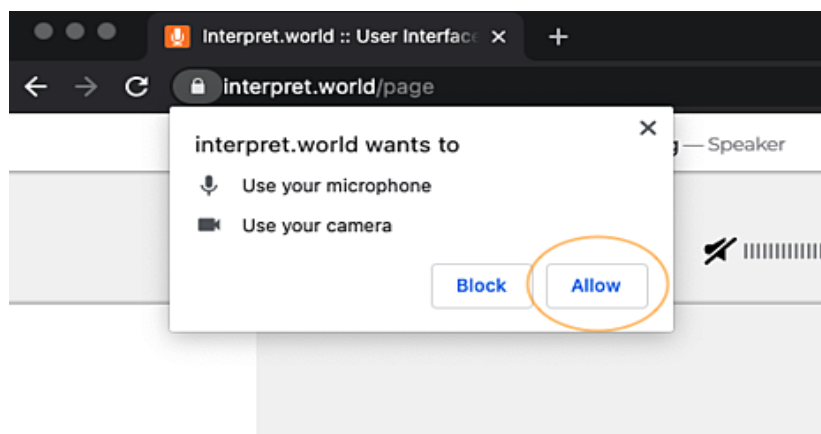 Interpret.world :: User Interface
interpret.world/page
interpret.world wants to
— Speaker
Use your microphone
Use your camera
Block
Allow